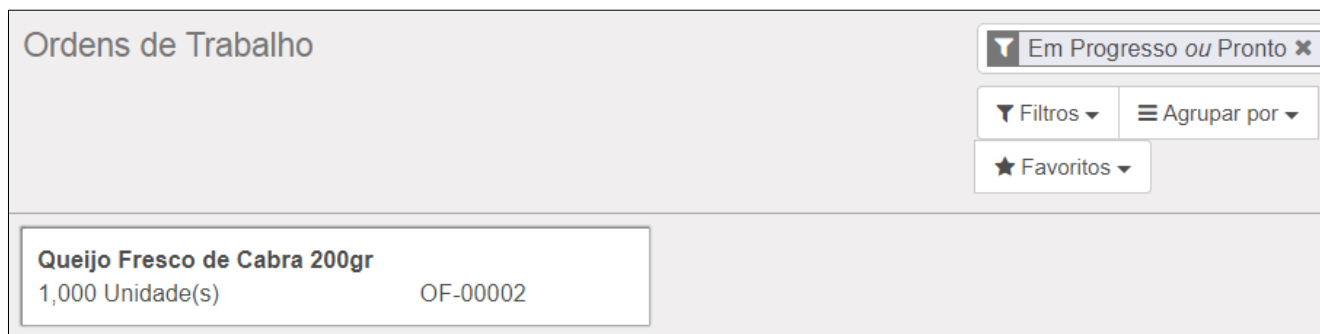 Ordens de Trabalho
Em Progresso ou Pronto ✖
Filtros
Agrupar por
Favoritos
Queijo Fresco de Cabra 200gr
1,000 Unidade(s) OF-00002